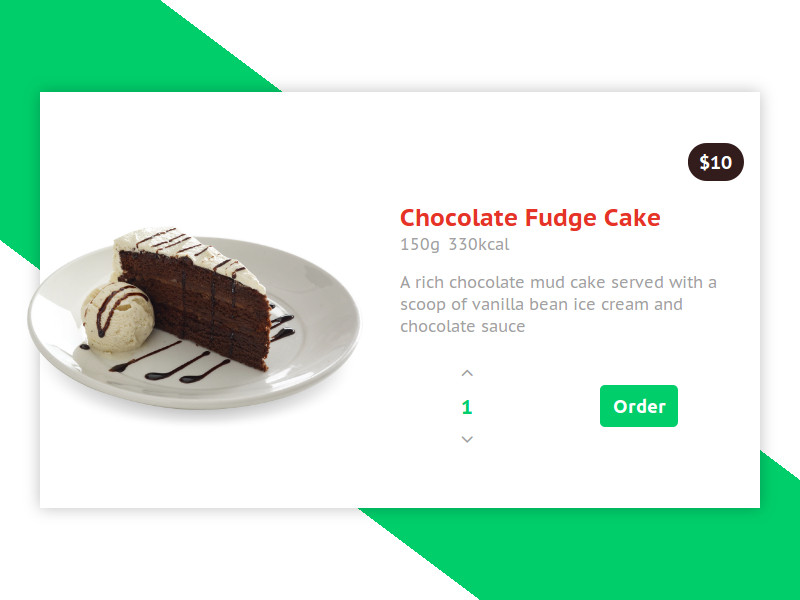 $10
Chocolate Fudge Cake
150g 330kcal
A rich chocolate mud cake served with a
scoop of vanilla bean ice cream and
chocolate sauce
1
Order